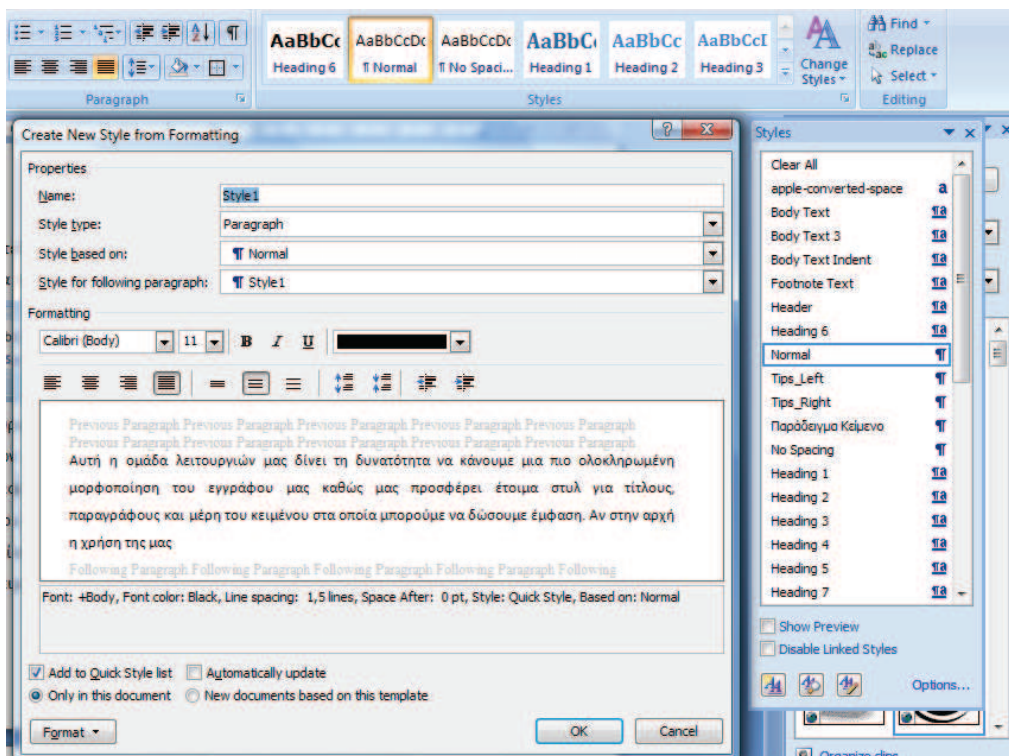 AaBbCc AaBbCcDc AaBbCcDc AaBbC( AaBbCc AaBbCcI
Heading 6 ¶ Normal ¶ No Spaci... Heading 1 Heading 2 Heading 3
Change Styles
Find
Replace
Select
Paragraph Styles Editing
Create New Style from Formatting
Properties
Name: Style1
Style type: Paragraph
Style based on: ¶ Normal
Style for following paragraph: ¶ Style1
Formatting
Calibri (Body) 11 B I U
Previous Paragraph Previous Paragraph Previous Paragraph Previous Paragraph Previous Paragraph
Previous Paragraph Previous Paragraph Previous Paragraph Previous Paragraph Previous Paragraph
Αυτή η ομάδα λειτουργιών μας δίνει τη δυνατότητα να κάνουμε μια πιο ολοκληρωμένη
μορφοποίηση του εγγράφου μας καθώς μας προσφέρει έτοιμα στυλ για τίτλους,
παραγράφους και μέρη του κειμένου στα οποία μπορούμε να δώσουμε έμφαση. Αν στην αρχή
η χρήση της μας
Following Paragraph Following Paragraph Following Paragraph Following Paragraph Following
Font: +Body, Font color: Black, Line spacing: 1,5 lines, Space After: 0 pt, Style: Quick Style, Based on: Normal
Add to Quick Style list Automatically update
Only in this document New documents based on this template
Format OK Cancel
Styles
Clear All
apple-converted-space a
Body Text ¶a
Body Text 3 ¶a
Body Text Indent ¶a
Footnote Text ¶a
Header ¶a
Heading 6 ¶a
Normal ¶
Tips_Left ¶
Tips_Right ¶
Παράδειγμα Κείμενο ¶
No Spacing ¶
Heading 1 ¶a
Heading 2 ¶a
Heading 3 ¶a
Heading 4 ¶a
Heading 5 ¶a
Heading 7 ¶a
Show Preview
Disable Linked Styles
Options...
Organize clips